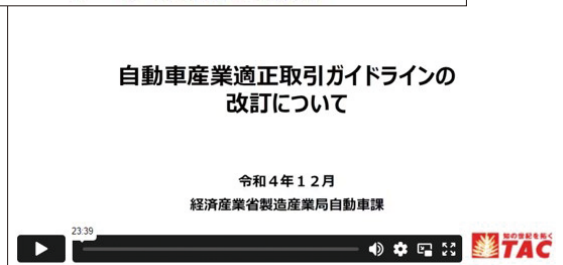 自動車産業適正取引ガイドラインの
改訂について
令和4年12月
経済産業省製造産業局自動車課
23:39
知の世紀を拓く
TAC